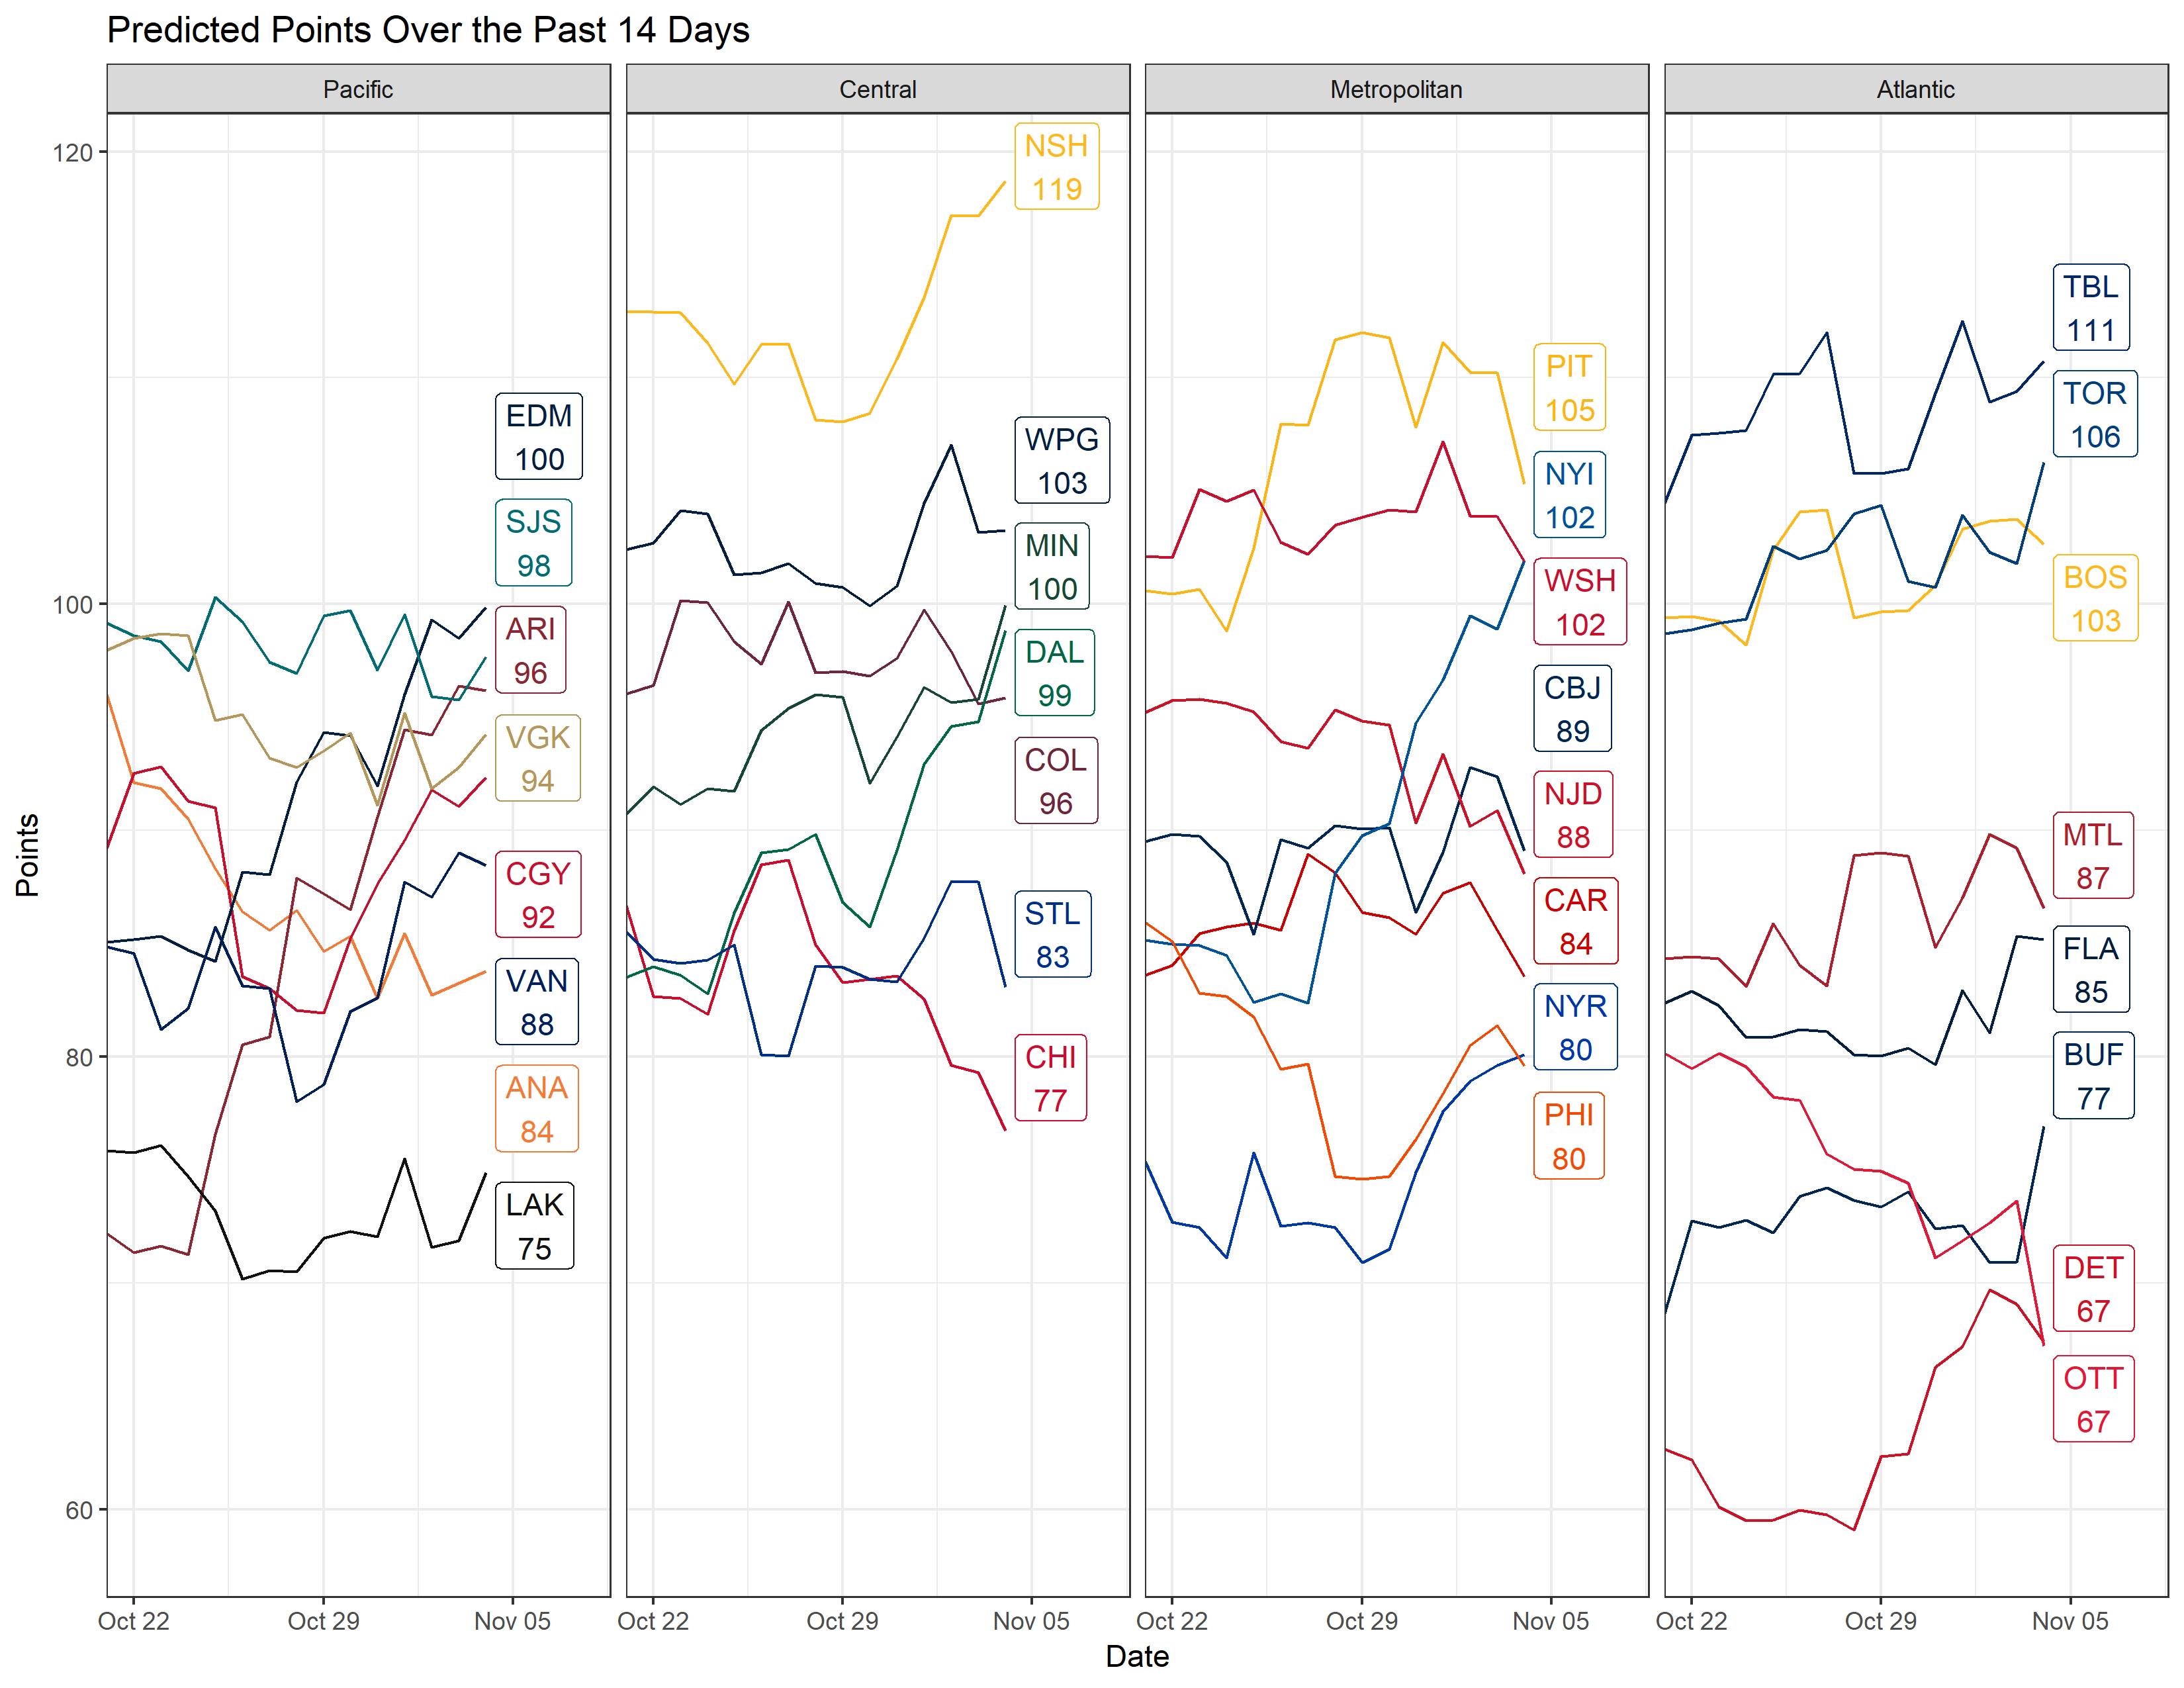 Predicted Points Over the Past 14 Days
Pacific
Central
Metropolitan
Atlantic
Points
120
100
80
60
EDM
100
SJS
98
ARI
96
VGK
94
CGY
92
VAN
88
ANA
84
LAK
75
NSH
119
WPG
103
MIN
100
DAL
99
COL
96
STL
83
CHI
77
PIT
105
NYI
102
WSH
102
CBJ
89
NJD
88
CAR
84
NYR
80
PHI
80
TBL
111
TOR
106
BOS
103
MTL
87
FLA
85
BUF
77
DET
67
OTT
67
Oct 22 Oct 29 Nov 05
Oct 22 Oct 29 Nov 05
Oct 22 Oct 29 Nov 05
Oct 22 Oct 29 Nov 05
Date